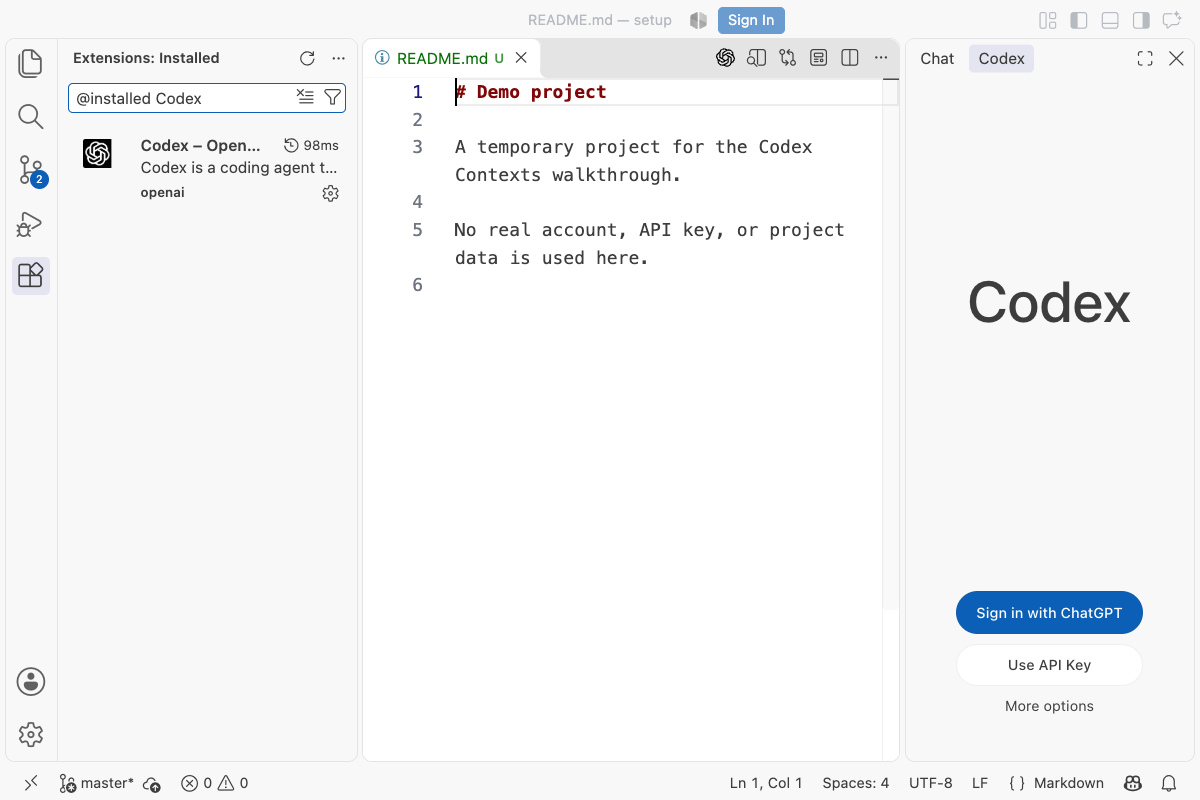 README.md — setup
Sign In
Extensions: Installed
@installed Codex
Codex – Open...
98ms
Codex is a coding agent t...
openai
2
README.md U
1 # Demo project
2
3 A temporary project for the Codex
Contexts walkthrough.
4
5 No real account, API key, or project
data is used here.
6
Chat
Codex
Codex
Sign in with ChatGPT
Use API Key
More options
master*
0
0
Ln 1, Col 1
Spaces: 4
UTF-8
LF
{ } Markdown